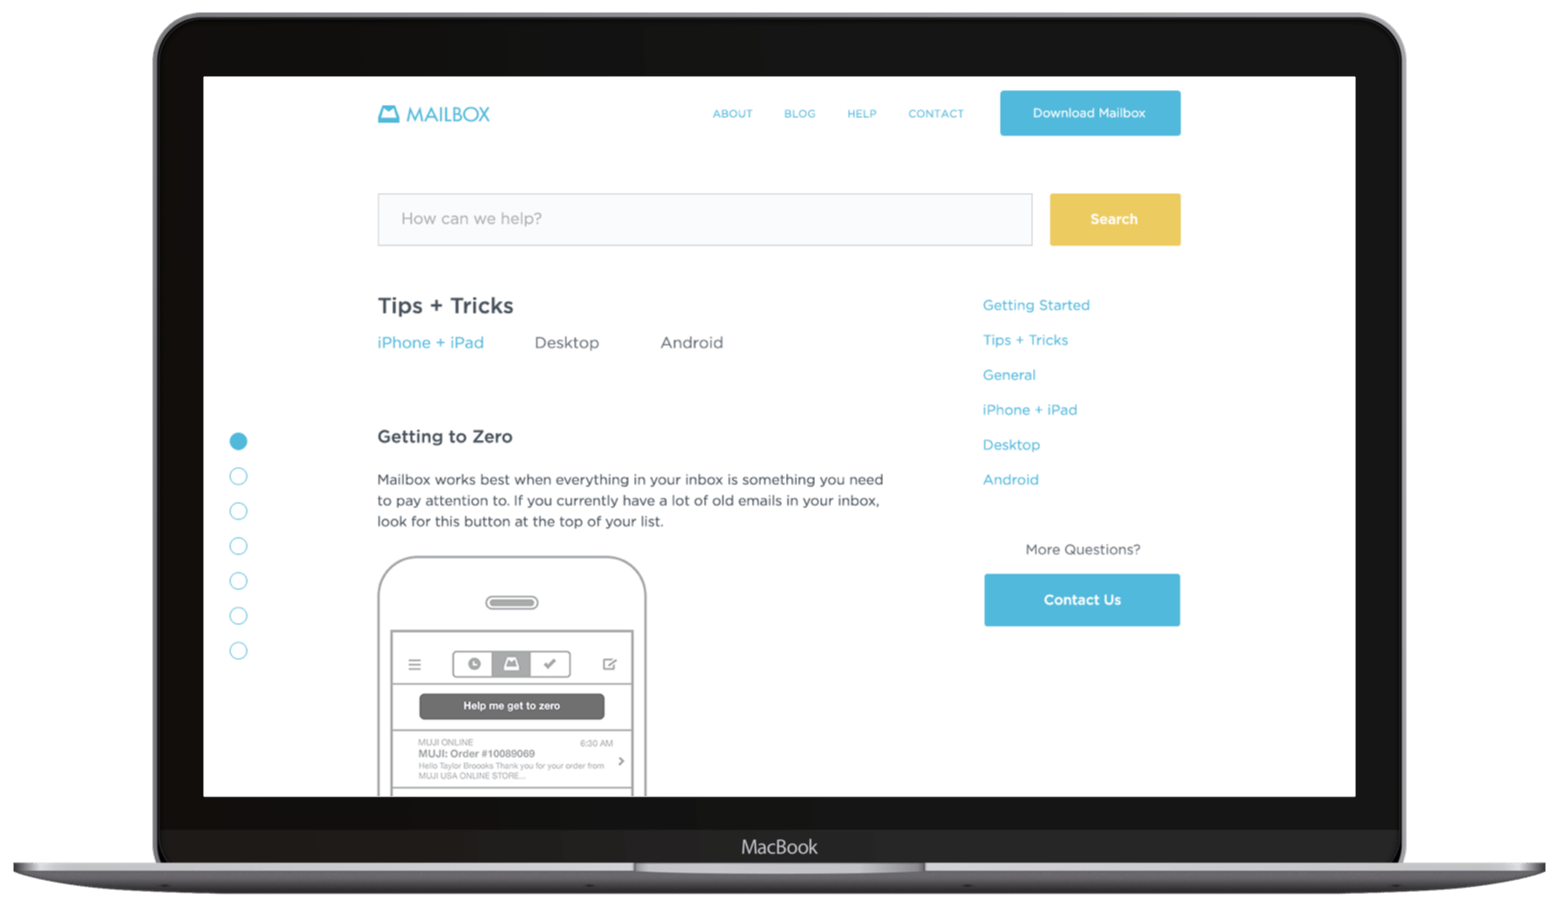 MAILBOX
ABOUT
BLOG
HELP
CONTACT
Download Mailbox
How can we help?
Search
Tips + Tricks
iPhone + iPad
Desktop
Android
Getting to Zero
Mailbox works best when everything in your inbox is something you need
to pay attention to. If you currently have a lot of old emails in your inbox,
look for this button at the top of your list.
Help me get to zero
MUJI ONLINE
6:30 AM
MUJI: Order #10089069
Hello Taylor Broooks Thank you for your order from
MUJI USA ONLINE STORE...
Getting Started
Tips + Tricks
General
iPhone + iPad
Desktop
Android
More Questions?
Contact Us
MacBook